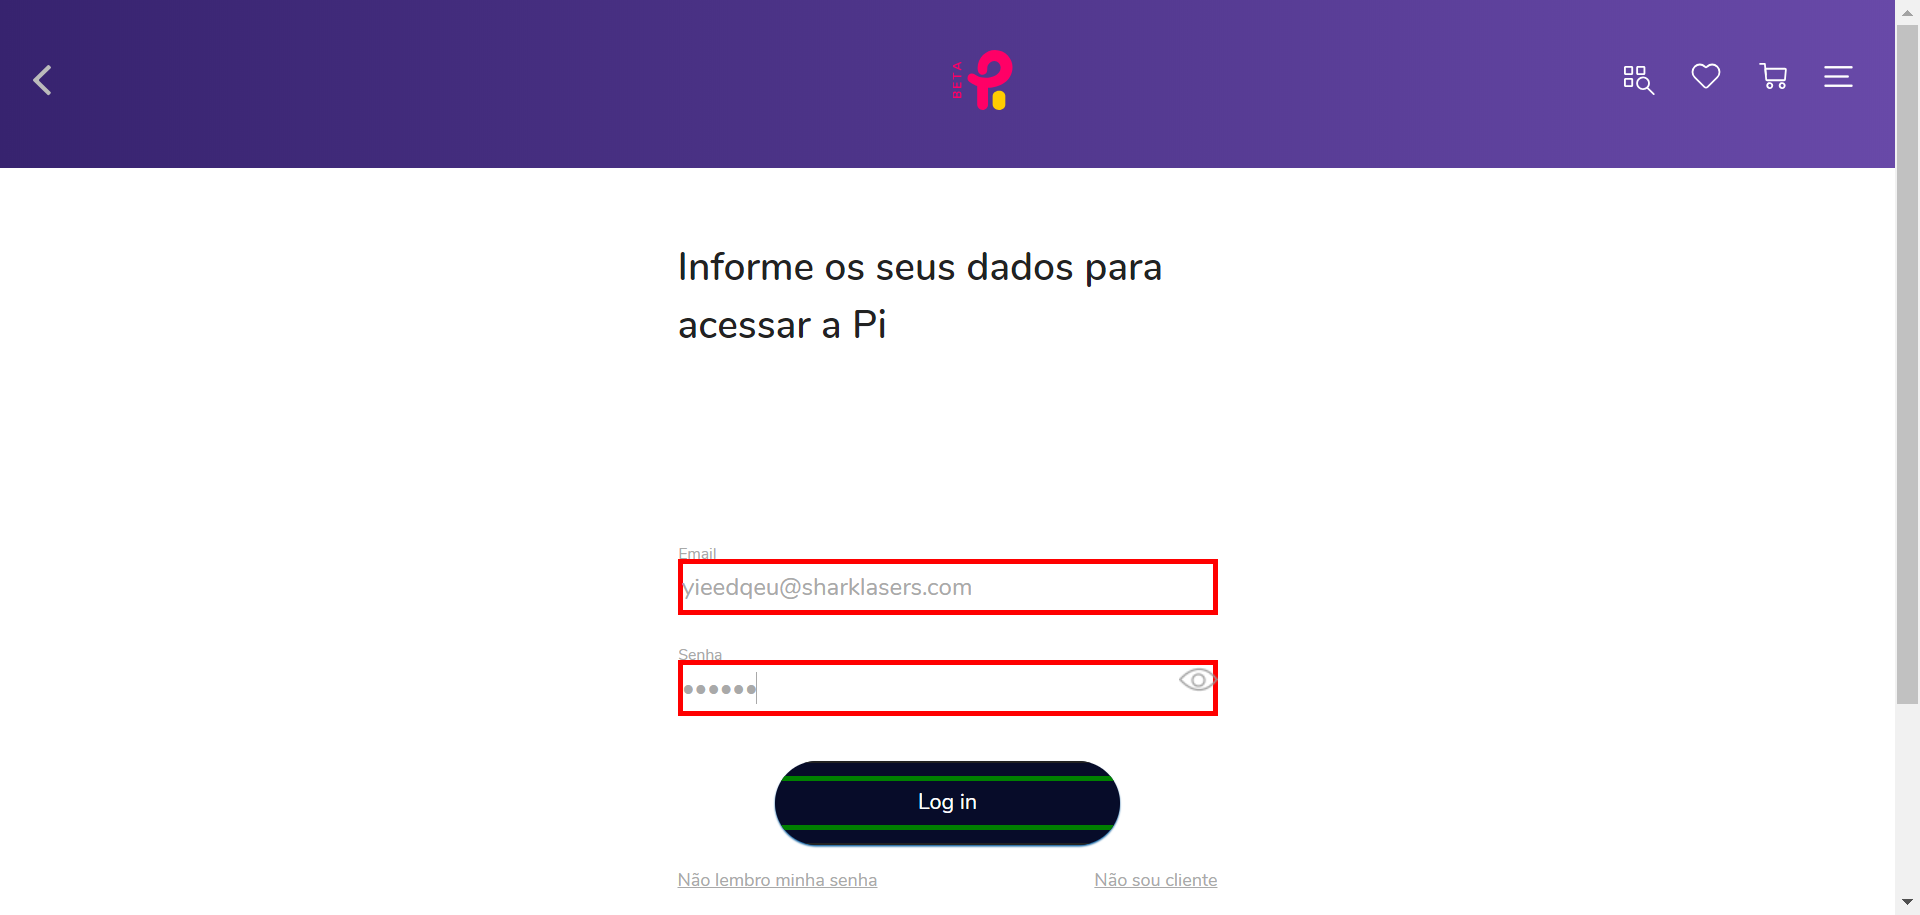 BETA
Informe os seus dados para
acessar a Pi
Email
yieedqeu@sharklasers.com
Senha
Log in
Não lembro minha senha
Não sou cliente